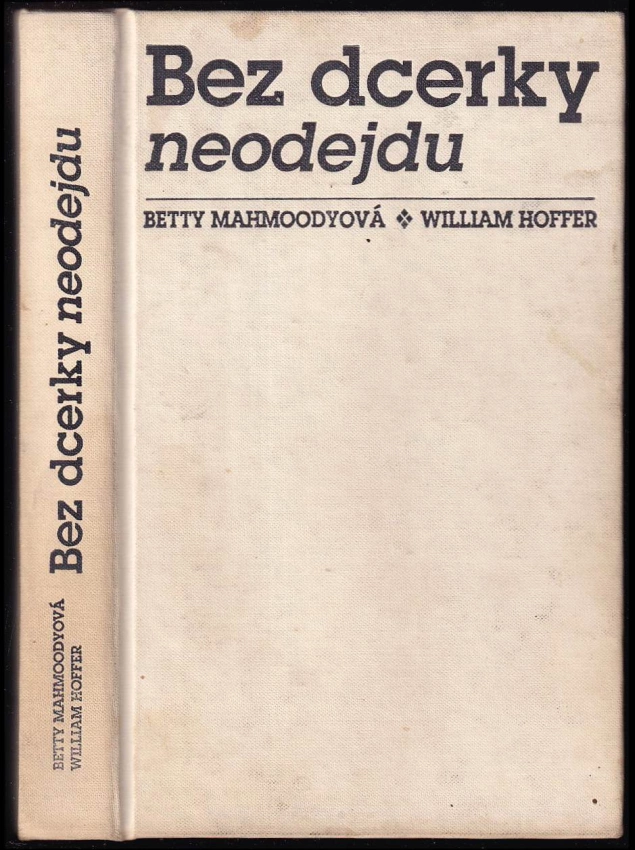 Bez dcerky
neodejdu
BETTY MAHMOODYOVÁ ❖ WILLIAM HOFFER
Bez dcerky neodejdu
BETTY MAHMOODYOVÁ
WILLIAM HOFFER